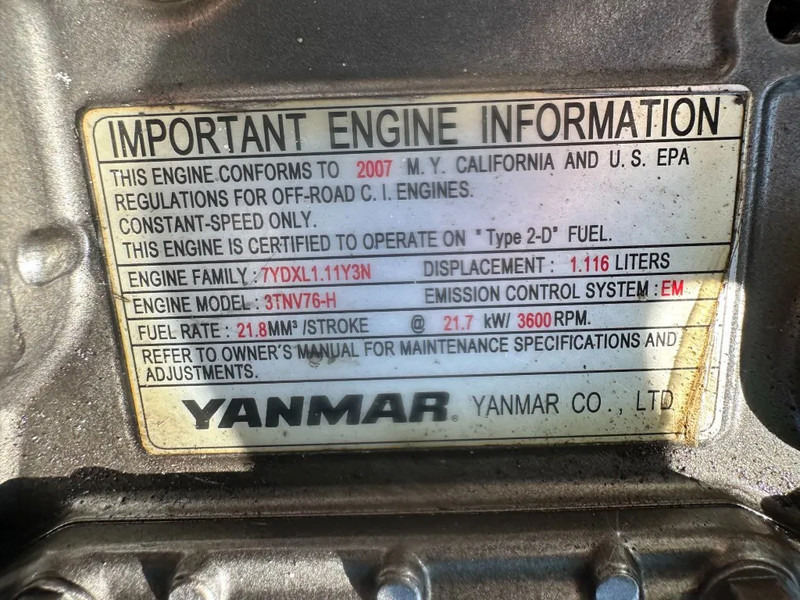 IMPORTANT ENGINE INFORMATION
THIS ENGINE CONFORMS TO 2007 M. Y. CALIFORNIA AND U. S. EPA
REGULATIONS FOR OFF-ROAD C. I. ENGINES.
CONSTANT-SPEED ONLY.
THIS ENGINE IS CERTIFIED TO OPERATE ON "Type 2-D" FUEL.
ENGINE FAMILY : 7YDXL1.11Y3N DISPLACEMENT : 1.116 LITERS
ENGINE MODEL : 3TNV76-H EMISSION CONTROL SYSTEM : EM
FUEL RATE : 21.8MM³ /STROKE @ 21.7 kW/ 3600 RPM.
REFER TO OWNER'S MANUAL FOR MAINTENANCE SPECIFICATIONS AND
ADJUSTMENTS.
YANMAR® YANMAR CO., LTD